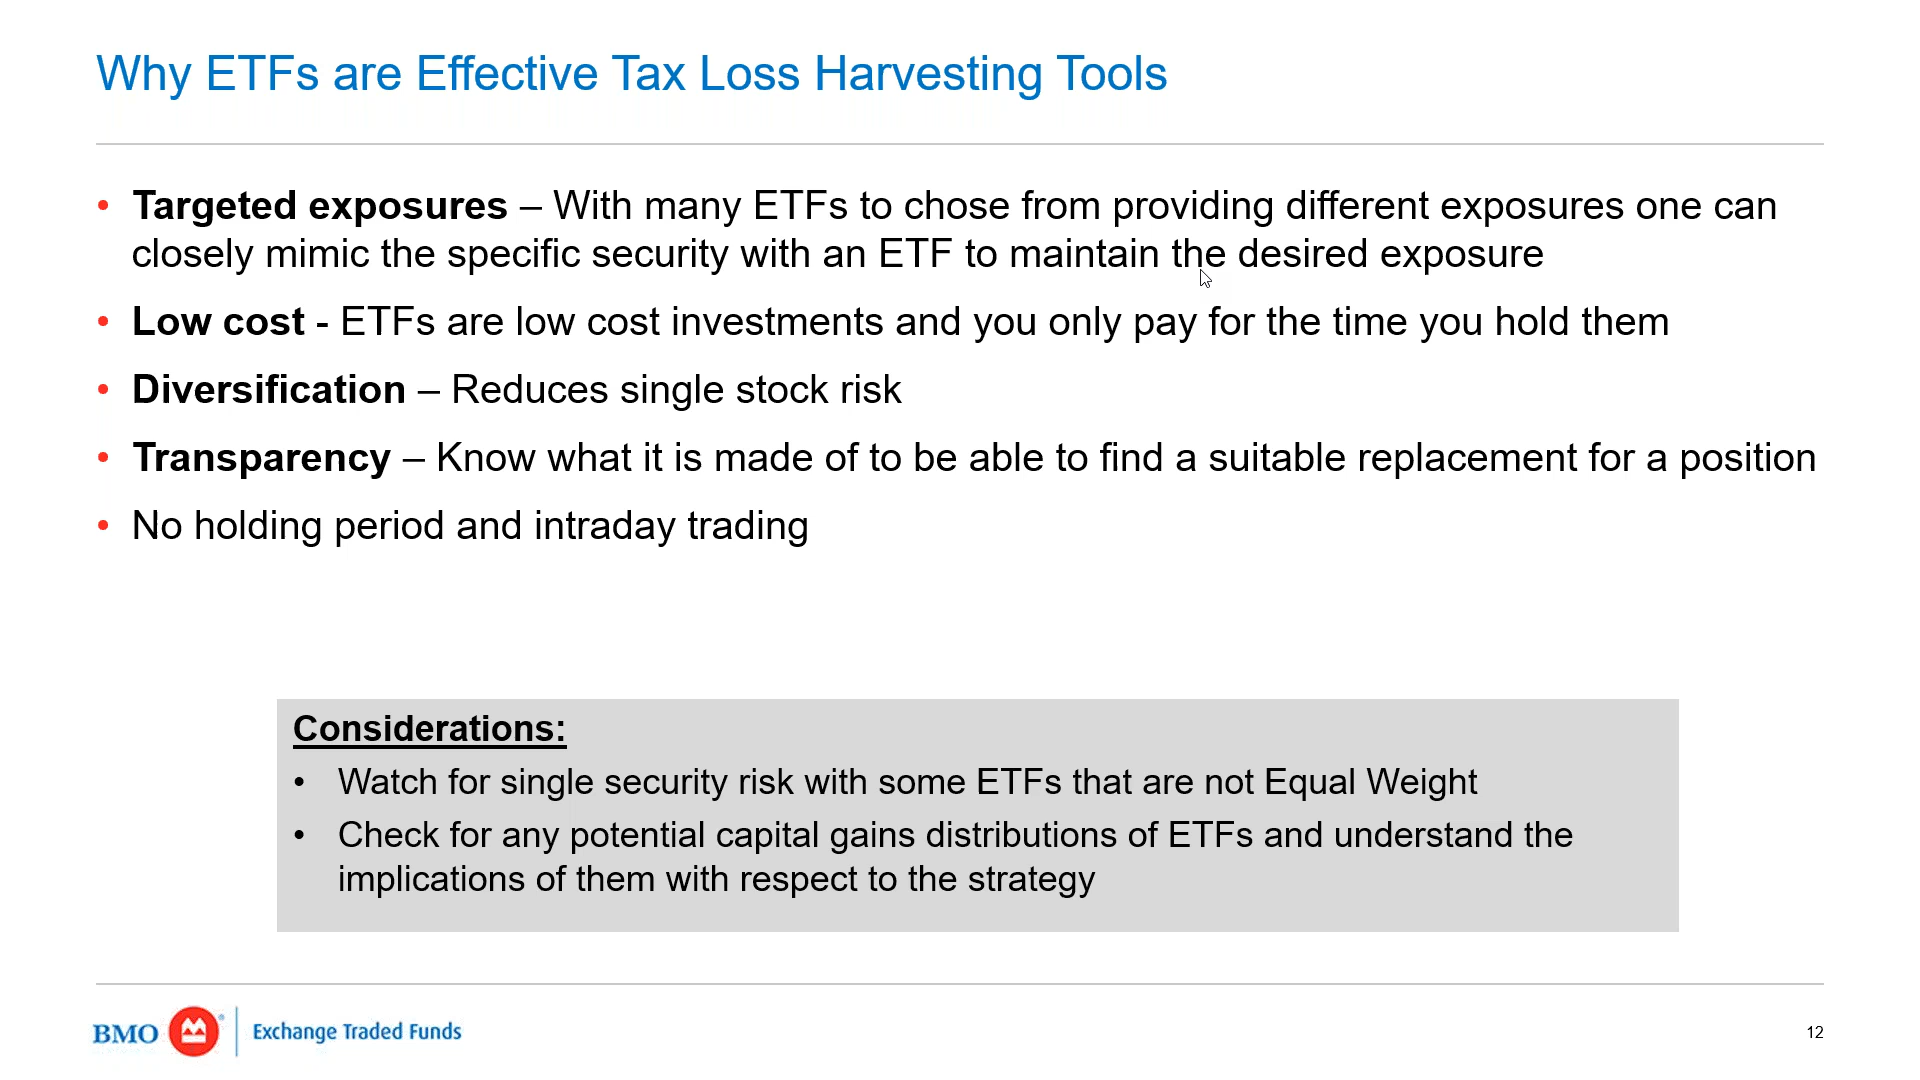 Why ETFs are Effective Tax Loss Harvesting Tools
• Targeted exposures – With many ETFs to chose from providing different exposures one can
closely mimic the specific security with an ETF to maintain the desired exposure
• Low cost - ETFs are low cost investments and you only pay for the time you hold them
• Diversification – Reduces single stock risk
• Transparency – Know what it is made of to be able to find a suitable replacement for a position
• No holding period and intraday trading
Considerations:
• Watch for single security risk with some ETFs that are not Equal Weight
• Check for any potential capital gains distributions of ETFs and understand the
implications of them with respect to the strategy
BMO Exchange Traded Funds
12